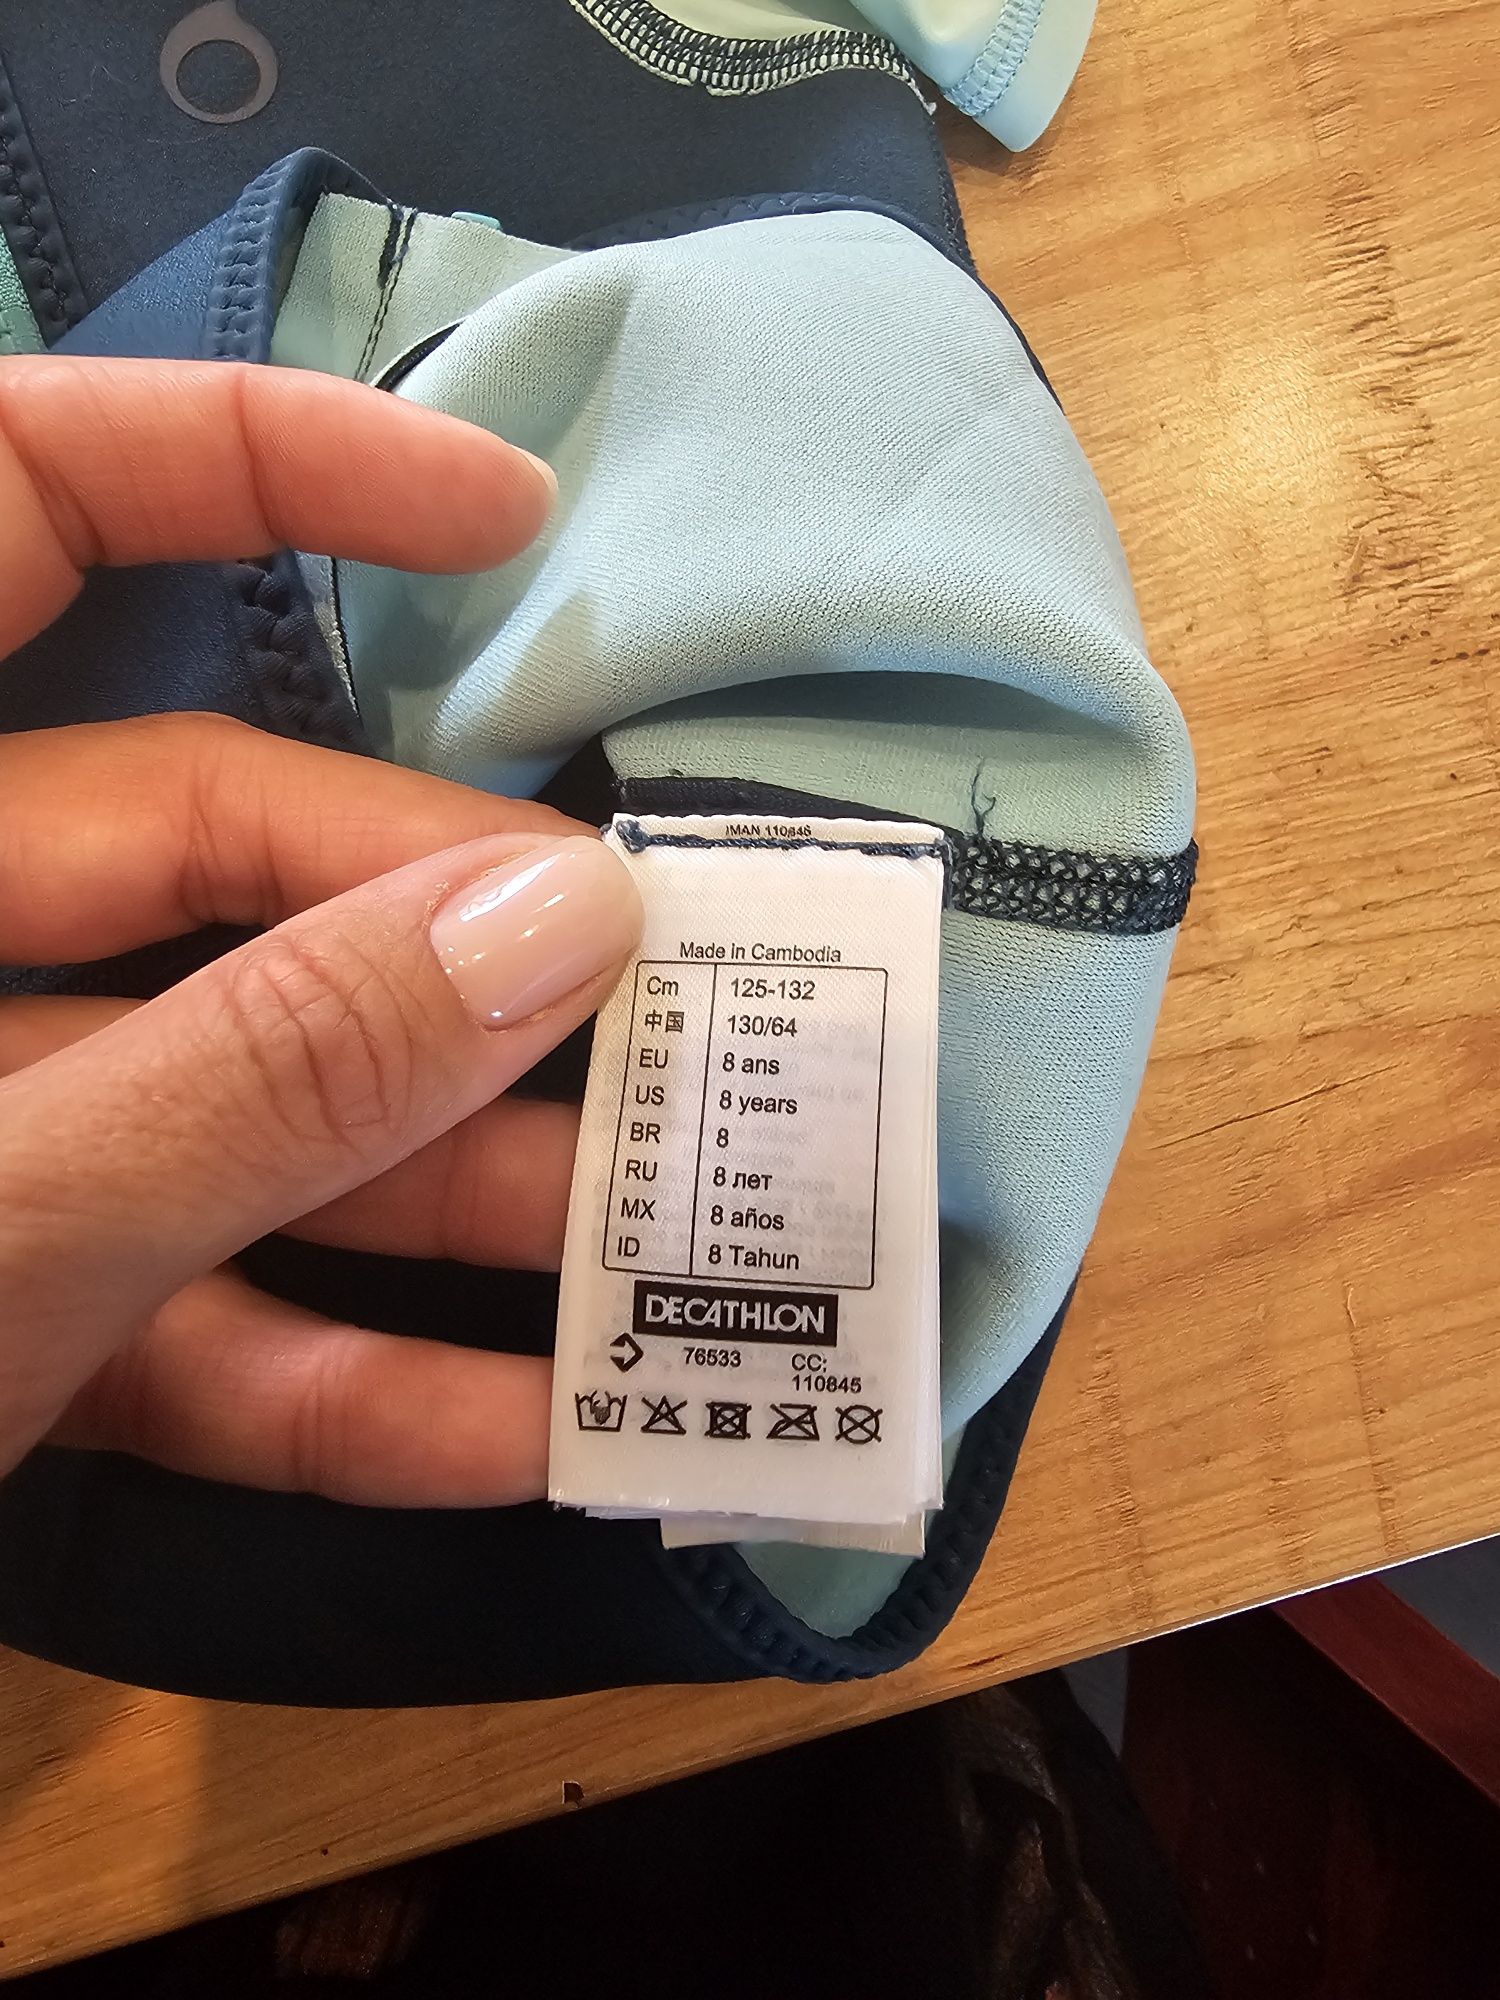 IMAN 110846
Made in Cambodia
Cm 125-132
中国 130/64
EU 8 ans
US 8 years
BR 8
RU 8 лет
MX 8 años
ID 8 Tahun
DECATHLON
76533 CC:
110845